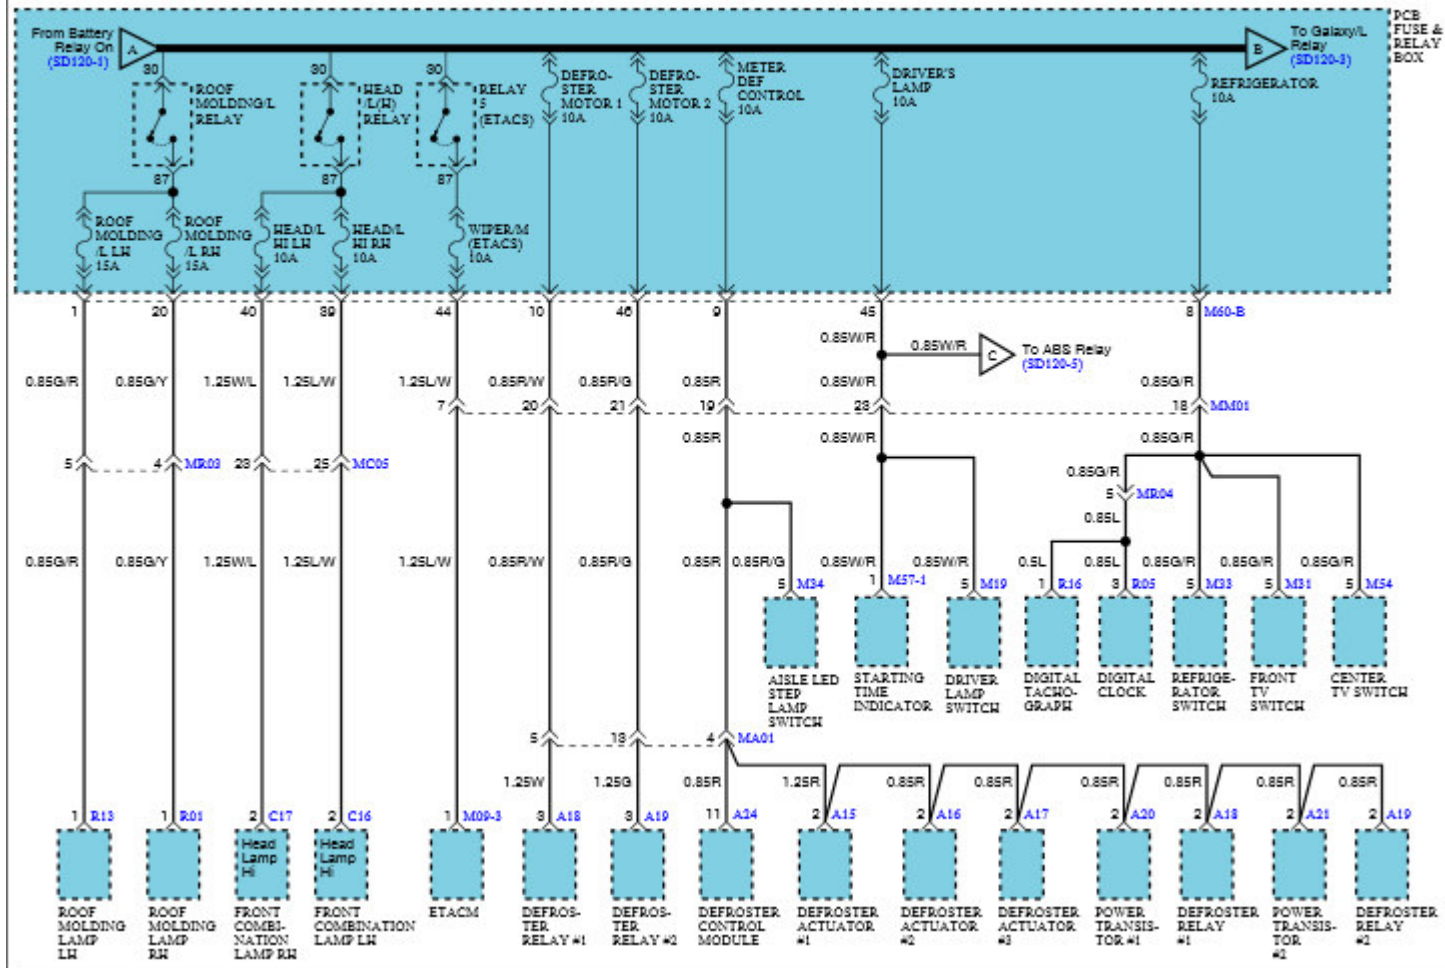 From Battery
Relay On
(SD120-1)
A
B
To Galaxy/L
Relay
(SD120-3)
PCB
FUSE &
RELAY
BOX
30
ROOF
MOLDING/L
RELAY
87
30
HEAD
/L(H)
RELAY
87
30
RELAY
5
(ETACS)
87
DEFRO-
STER
MOTOR 1
10A
DEFRO-
STER
MOTOR 2
10A
METER
DEF
CONTROL
10A
DRIVER'S
LAMP
10A
REFRIGERATOR
10A
ROOF
MOLDING
/L LH
15A
ROOF
MOLDING
/L RH
15A
HEAD/L
HI LH
10A
HEAD/L
HI RH
10A
WIPER/M
(ETACS)
10A
1 20 40 39 44 10 46 9 45 8 M60-B
0.85W/R
0.85W/R
C
To ABS Relay
(SD120-5)
0.85G/R 0.85G/Y 1.25W/L 1.25L/W 1.25L/W 0.85R/W 0.85R/G 0.85R 0.85W/R 0.85G/R
7 20 21 19 23 18 MM01
0.85R 0.85W/R 0.85G/R
5 4 MR03 23 25 MC05
0.85G/R
5 MR04
0.85L
0.85G/R 0.85G/Y 1.25W/L 1.25L/W 1.25L/W 0.85R/W 0.85R/G 0.85R 0.85R/G 0.85W/R 0.85W/R 0.5L 0.85L 0.85G/R 0.85G/R 0.85G/R
5 M34 1 M57-1 5 M19 1 R16 3 R05 5 M33 5 M31 5 M54
AISLE LED
STEP
LAMP
SWITCH
STARTING
TIME
INDICATOR
DRIVER
LAMP
SWITCH
DIGITAL
TACHO-
GRAPH
DIGITAL
CLOCK
REFRIGE-
RATOR
SWITCH
FRONT
TV
SWITCH
CENTER
TV SWITCH
5 13 4 MA01
1.25W 1.25G 0.85R 1.25R 0.85R 0.85R 0.85R 0.85R 0.85R 0.85R
1 R13 1 R01 2 C17 2 C16 1 M09-3 3 A18 3 A19 11 A24 2 A15 2 A16 2 A17 2 A20 2 A18 2 A21 2 A19
Head
Lamp
Hi
Head
Lamp
Hi
ROOF
MOLDING
LAMP
LH
ROOF
MOLDING
LAMP
RH
FRONT
COMBI-
NATION
LAMP RH
FRONT
COMBINATION
LAMP LH
ETACM
DEFROS-
TER
RELAY #1
DEFROS-
TER
RELAY #2
DEFROSTER
CONTROL
MODULE
DEFROSTER
ACTUATOR
#1
DEFROSTER
ACTUATOR
#2
DEFROSTER
ACTUATOR
#3
POWER
TRANSIS-
TOR #1
DEFROSTER
RELAY
#1
POWER
TRANSIS-
TOR
#2
DEFROSTER
RELAY
#2